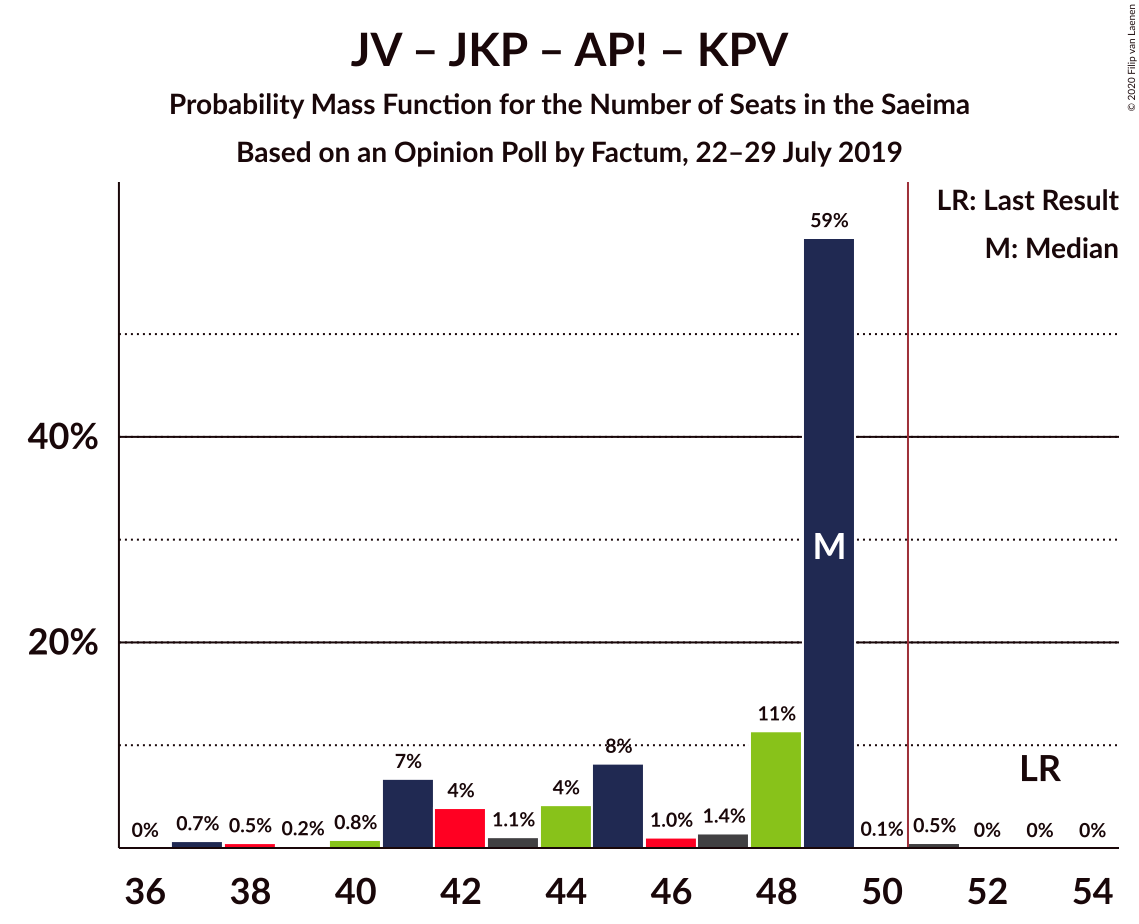 JV – JKP – AP! – KPV
Probability Mass Function for the Number of Seats in the Saeima
Based on an Opinion Poll by Factum, 22–29 July 2019
© 2020 Filip van Laenen
LR: Last Result
M: Median
40%
20%
0%
0.7%
0.5%
0.2%
0.8%
7%
4%
1.1%
4%
8%
1.0%
1.4%
11%
59%
0.1%
0.5%
0%
0%
0%
M
LR
36 38 40 42 44 46 48 50 52 54